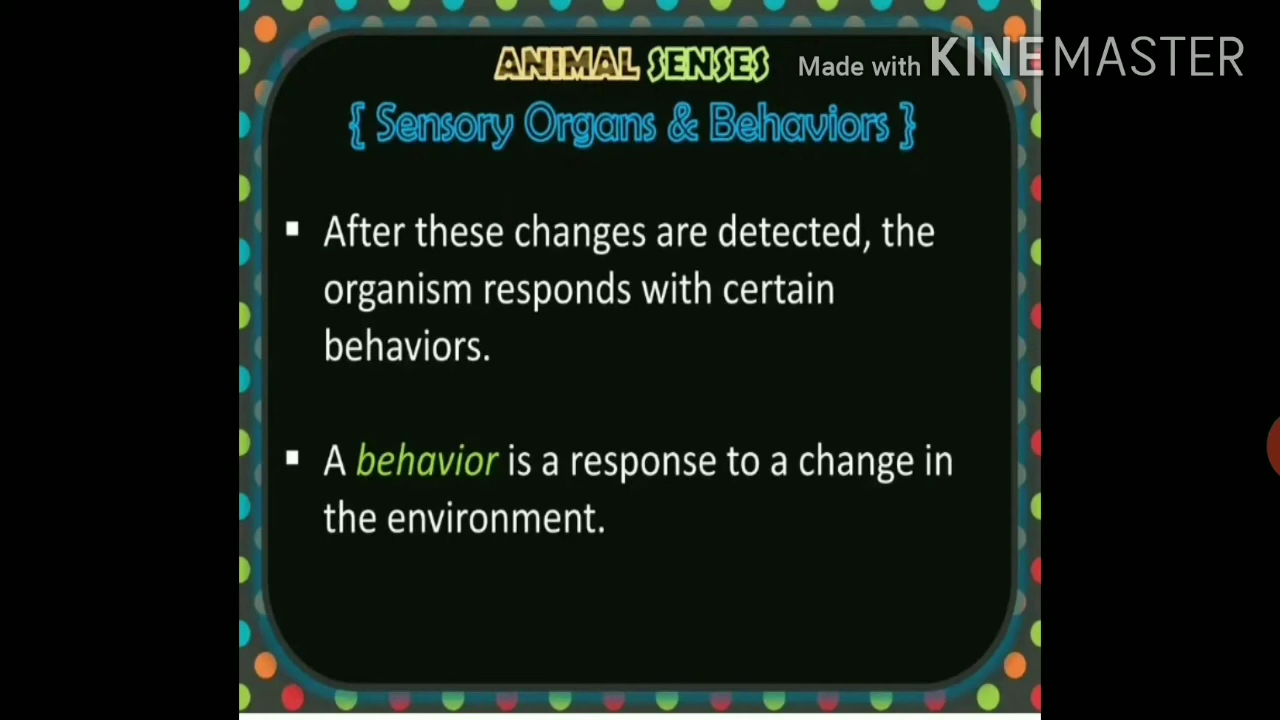 ANIMAL SENSES
Made with KINEMASTER
{ Sensory Organs & Behaviors }
▪ After these changes are detected, the
organism responds with certain
behaviors.
▪ A behavior is a response to a change in
the environment.